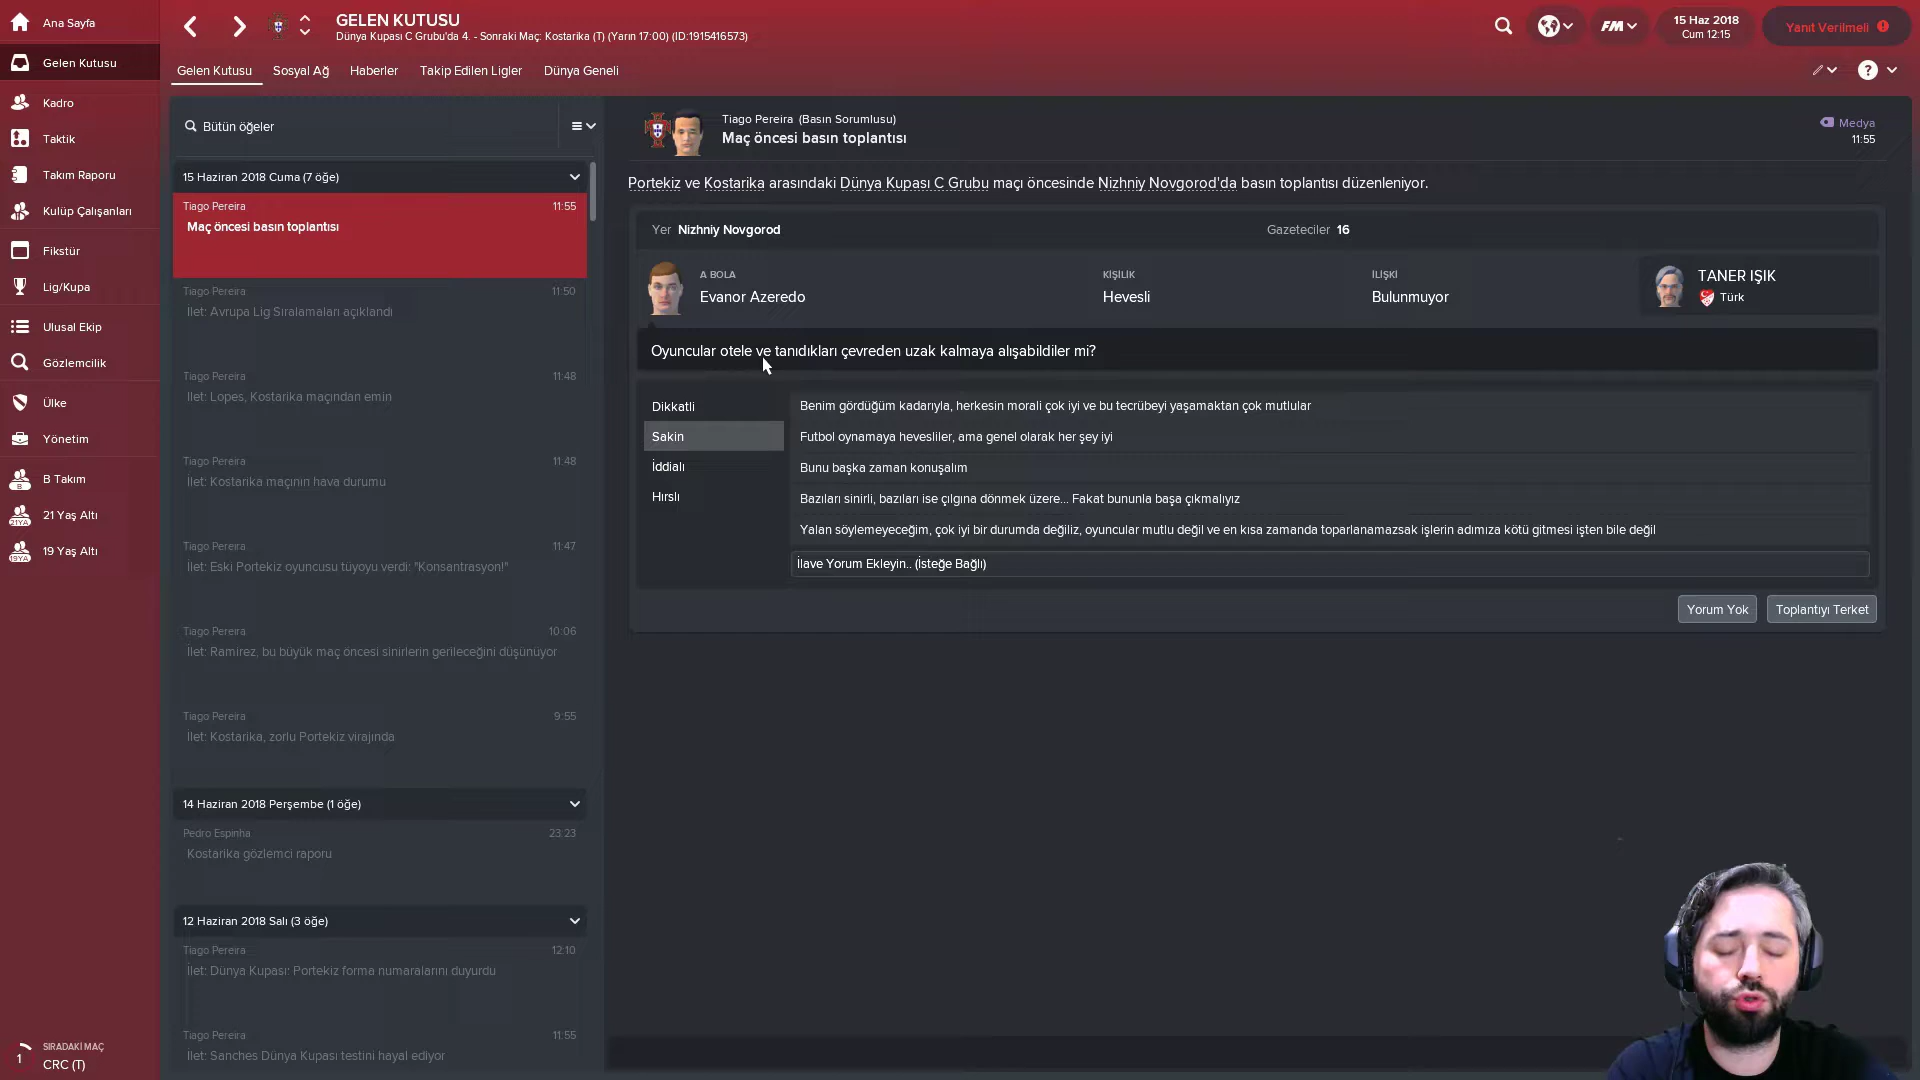 Ana Sayfa
Gelen Kutusu
Kadro
Taktik
Takım Raporu
Kulüp Çalışanları
Fikstür
Lig/Kupa
Ulusal Ekip
Gözlemcilik
Ülke
Yönetim
B Takım
21 Yaş Altı
19 Yaş Altı
1
SIRADAKİ MAÇ
CRC (T)
GELEN KUTUSU
Dünya Kupası C Grubu'da 4. - Sonraki Maç: Kostarika (T) (Yarın 17:00) (ID:1915416573)
FM
15 Haz 2018
Cum 12:15
Yanıt Verilmeli
Gelen Kutusu Sosyal Ağ Haberler Takip Edilen Ligler Dünya Geneli
Bütün öğeler
15 Haziran 2018 Cuma (7 öğe)
Tiago Pereira 11:55
Maç öncesi basın toplantısı
Tiago Pereira 11:50
İlet: Avrupa Lig Sıralamaları açıklandı
Tiago Pereira 11:48
İlet: Lopes, Kostarika maçından emin
Tiago Pereira 11:48
İlet: Kostarika maçının hava durumu
Tiago Pereira 11:47
İlet: Eski Portekiz oyuncusu tüyoyu verdi: "Konsantrasyon!"
Tiago Pereira 10:06
İlet: Ramírez, bu büyük maç öncesi sinirlerin gerileceğini düşünüyor
Tiago Pereira 9:55
İlet: Kostarika, zorlu Portekiz virajında
14 Haziran 2018 Perşembe (1 öğe)
Pedro Espinha 23:23
Kostarika gözlemci raporu
12 Haziran 2018 Salı (3 öğe)
Tiago Pereira 12:10
İlet: Dünya Kupası: Portekiz forma numaralarını duyurdu
Tiago Pereira 11:55
İlet: Sanches Dünya Kupası testini hayal ediyor
Tiago Pereira (Basın Sorumlusu)
Maç öncesi basın toplantısı
Medya
11:55
Portekiz ve Kostarika arasındaki Dünya Kupası C Grubu maçı öncesinde Nizhniy Novgorod'da basın toplantısı düzenleniyor.
Yer Nizhniy Novgorod Gazeteciler 16
A BOLA
Evanor Azeredo
KİŞİLİK
Hevesli
İLİŞKİ
Bulunmuyor
TANER IŞIK
Türk
Oyuncular otele ve tanıdıkları çevreden uzak kalmaya alışabildiler mi?
Dikkatli
Sakin
İddialı
Hırslı
Benim gördüğüm kadarıyla, herkesin morali çok iyi ve bu tecrübeyi yaşamaktan çok mutlular
Futbol oynamaya hevesliler, ama genel olarak her şey iyi
Bunu başka zaman konuşalım
Bazıları sinirli, bazıları ise çılgına dönmek üzere... Fakat bununla başa çıkmalıyız
Yalan söylemeyeceğim, çok iyi bir durumda değiliz, oyuncular mutlu değil ve en kısa zamanda toparlanamazsak işlerin adımıza kötü gitmesi işten bile değil
İlave Yorum Ekleyin.. (İsteğe Bağlı)
Yorum Yok Toplantıyı Terket